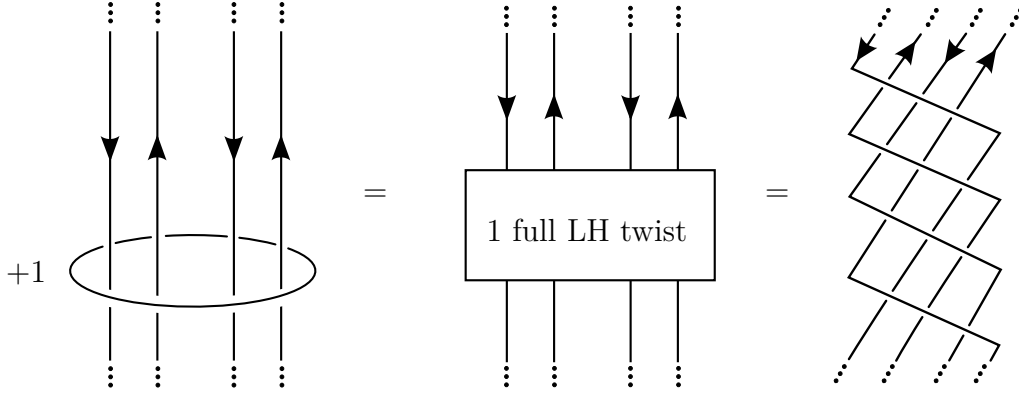 +1
=
1 full LH twist
=